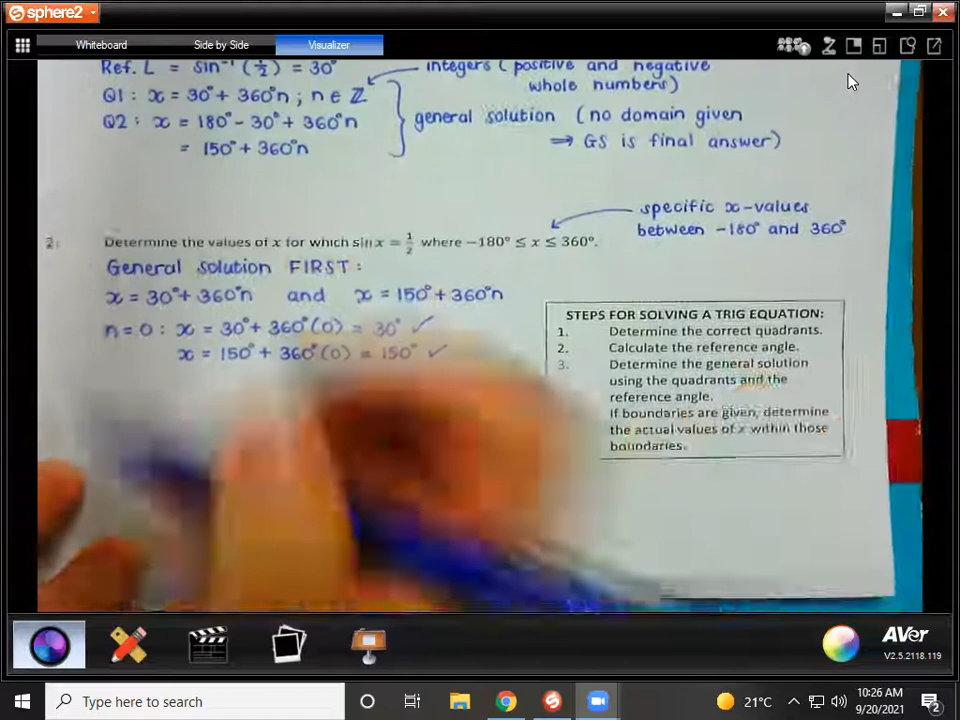 sphere2
Whiteboard
Side by Side
Visualizer
Ref. L = sin⁻¹ (1/2) = 30°
integers (positive and negative
whole numbers)
Q1: x = 30° + 360°n ; n ∈ ℤ
Q2: x = 180° - 30° + 360°n
= 150° + 360°n
general solution (no domain given
⟹ GS is final answer)
specific x-values
between -180° and 360°
2. Determine the values of x for which sin x = 1/2 where −180° ≤ x ≤ 360°.
General solution FIRST:
x = 30° + 360°n and x = 150° + 360°n
n = 0 : x = 30° + 360°(0) = 30° ✓
x = 150° + 360°(0) = 150° ✓
STEPS FOR SOLVING A TRIG EQUATION:
1. Determine the correct quadrants.
2. Calculate the reference angle.
3. Determine the general solution
using the quadrants and the
reference angle.
If boundaries are given, determine
the actual values of x within those
boundaries.
AVer
V2.5.2118.119
Type here to search
21°C
10:26 AM
9/20/2021
2